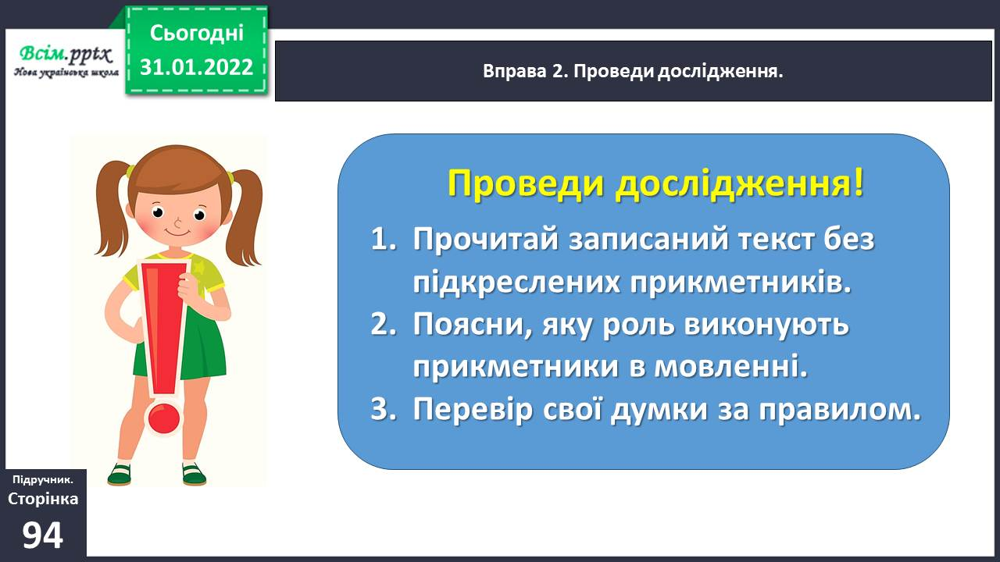 Всім.pptx
Нова українська школа
Сьогодні
31.01.2022
Вправа 2. Проведи дослідження.
Проведи дослідження!
1. Прочитай записаний текст без
підкреслених прикметників.
2. Поясни, яку роль виконують
прикметники в мовленні.
3. Перевір свої думки за правилом.
Підручник.
Сторінка
94